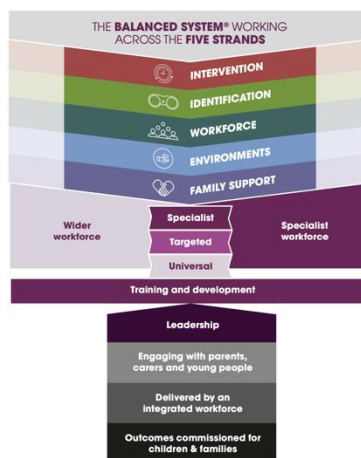 THE BALANCED SYSTEM® WORKING
ACROSS THE FIVE STRANDS
INTERVENTION
IDENTIFICATION
WORKFORCE
ENVIRONMENTS
FAMILY SUPPORT
Wider
workforce
Specialist
Targeted
Universal
Specialist
workforce
Training and development
Leadership
Engaging with parents,
carers and young people
Delivered by an
integrated workforce
Outcomes commissioned for
children & families